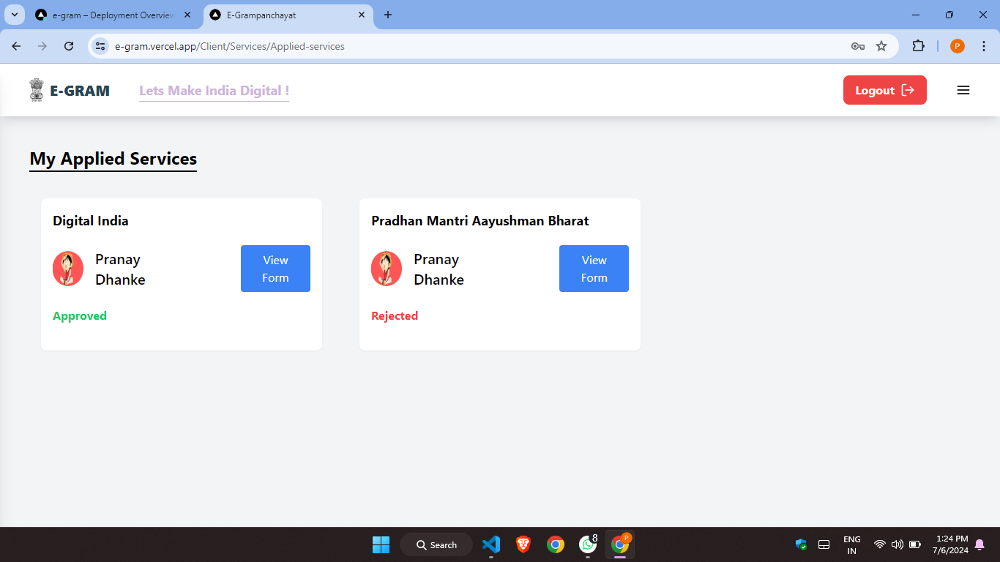 e-gram – Deployment Overview
E-Grampanchayat
e-gram.vercel.app/Client/Services/Applied-services
P
E-GRAM
Lets Make India Digital !
Logout
My Applied Services
Digital India
Pranay
Dhanke
View
Form
Approved
Pradhan Mantri Aayushman Bharat
Pranay
Dhanke
View
Form
Rejected
Search
8
P
ENG
IN
1:24 PM
7/6/2024